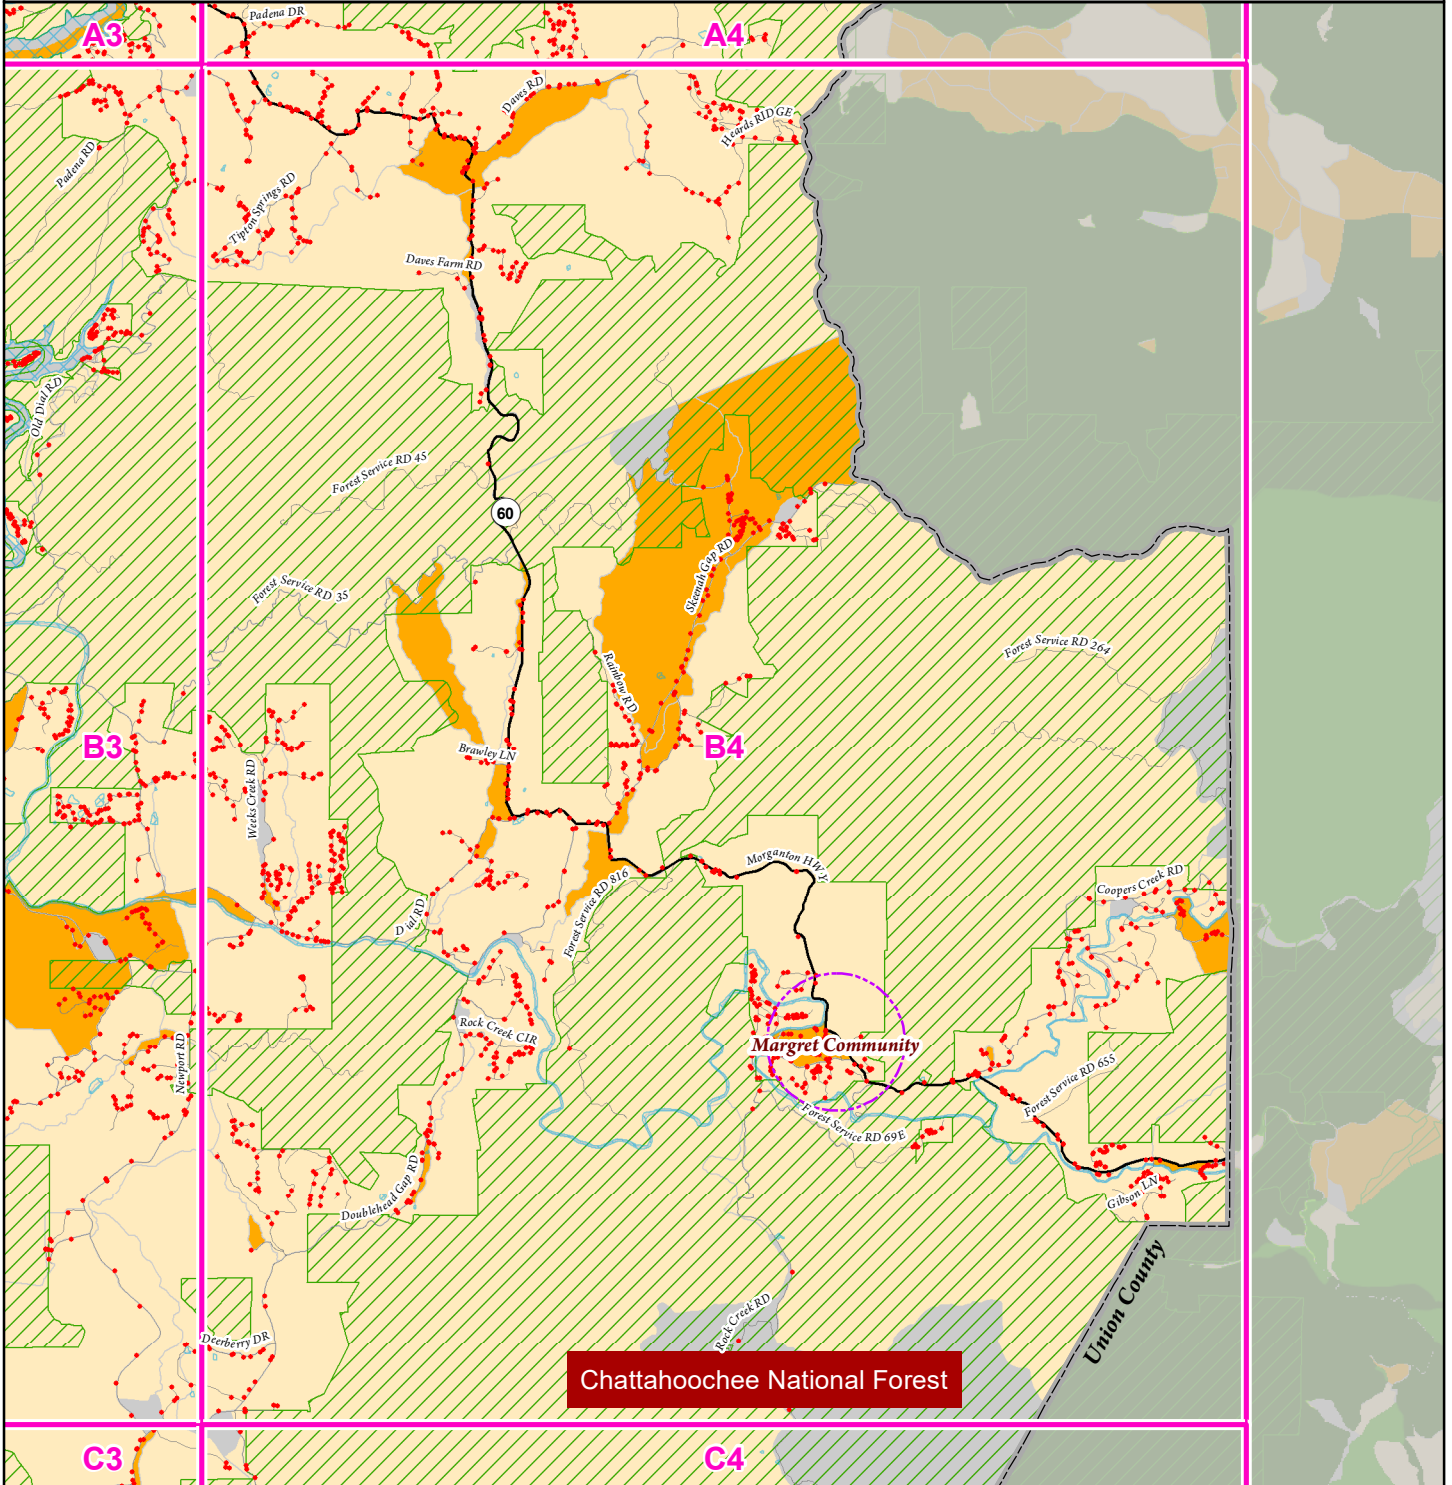 Padena DR
A3
A4
Daves RD
Heards RIDGE
Padena RD
Tipton Springs RD
Daves Farm RD
Old Dial RD
Forest Service RD 45
60
Skeenah Gap RD
Forest Service RD 35
Forest Service RD 264
Rainbow RD
B3
B4
Brawley LN
Weeks Creek RD
Morganton HWY
Coopers Creek RD
Forest Service RD 816
Dial RD
Rock Creek CIR
Margret Community
Newport RD
Forest Service RD 655
Forest Service RD 69E
Doublehead Gap RD
Gibson LN
Union County
Rock Creek RD
Deerberry DR
Chattahoochee National Forest
C3
C4